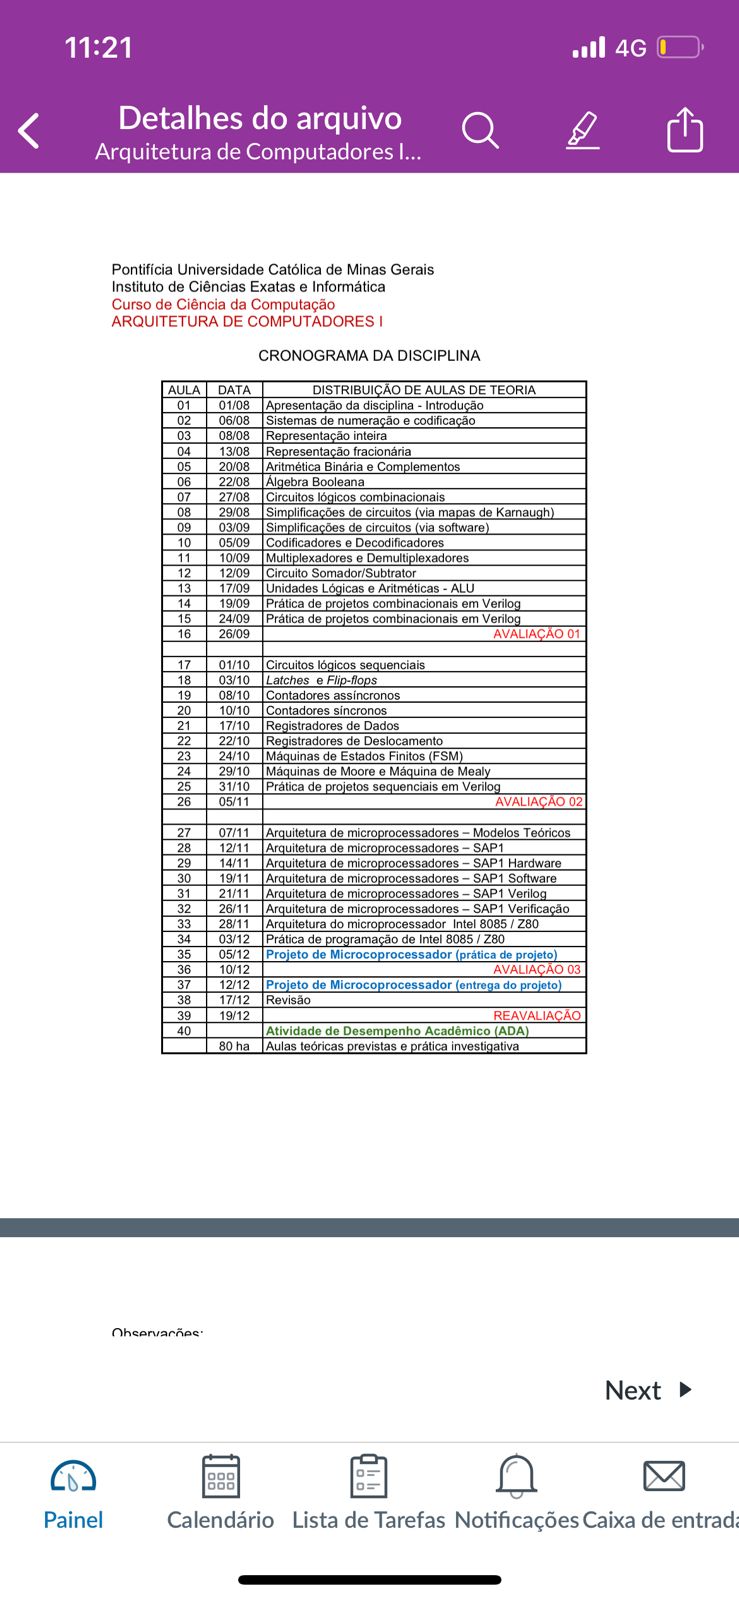 11:21
4G
Detalhes do arquivo
Arquitetura de Computadores I...
Pontifícia Universidade Católica de Minas Gerais
Instituto de Ciências Exatas e Informática
Curso de Ciência da Computação
ARQUITETURA DE COMPUTADORES I
CRONOGRAMA DA DISCIPLINA
AULA DATA DISTRIBUIÇÃO DE AULAS DE TEORIA
01 01/08 Apresentação da disciplina - Introdução
02 06/08 Sistemas de numeração e codificação
03 08/08 Representação inteira
04 13/08 Representação fracionária
05 20/08 Aritmética Binária e Complementos
06 22/08 Álgebra Booleana
07 27/08 Circuitos lógicos combinacionais
08 29/08 Simplificações de circuitos (via mapas de Karnaugh)
09 03/09 Simplificações de circuitos (via software)
10 05/09 Codificadores e Decodificadores
11 10/09 Multiplexadores e Demultiplexadores
12 12/09 Circuito Somador/Subtrator
13 17/09 Unidades Lógicas e Aritméticas - ALU
14 19/09 Prática de projetos combinacionais em Verilog
15 24/09 Prática de projetos combinacionais em Verilog
16 26/09 AVALIAÇÃO 01
17 01/10 Circuitos lógicos sequenciais
18 03/10 Latches e Flip-flops
19 08/10 Contadores assíncronos
20 10/10 Contadores síncronos
21 17/10 Registradores de Dados
22 22/10 Registradores de Deslocamento
23 24/10 Máquinas de Estados Finitos (FSM)
24 29/10 Máquinas de Moore e Máquina de Mealy
25 31/10 Prática de projetos sequenciais em Verilog
26 05/11 AVALIAÇÃO 02
27 07/11 Arquitetura de microprocessadores – Modelos Teóricos
28 12/11 Arquitetura de microprocessadores – SAP1
29 14/11 Arquitetura de microprocessadores – SAP1 Hardware
30 19/11 Arquitetura de microprocessadores – SAP1 Software
31 21/11 Arquitetura de microprocessadores – SAP1 Verilog
32 26/11 Arquitetura de microprocessadores – SAP1 Verificação
33 28/11 Arquitetura do microprocessador Intel 8085 / Z80
34 03/12 Prática de programação de Intel 8085 / Z80
35 05/12 Projeto de Microcoprocessador (prática de projeto)
36 10/12 AVALIAÇÃO 03
37 12/12 Projeto de Microcoprocessador (entrega do projeto)
38 17/12 Revisão
39 19/12 REAVALIAÇÃO
40 Atividade de Desempenho Acadêmico (ADA)
80 ha Aulas teóricas previstas e prática investigativa
Observações:
Next
Painel Calendário Lista de Tarefas Notificações Caixa de entrada